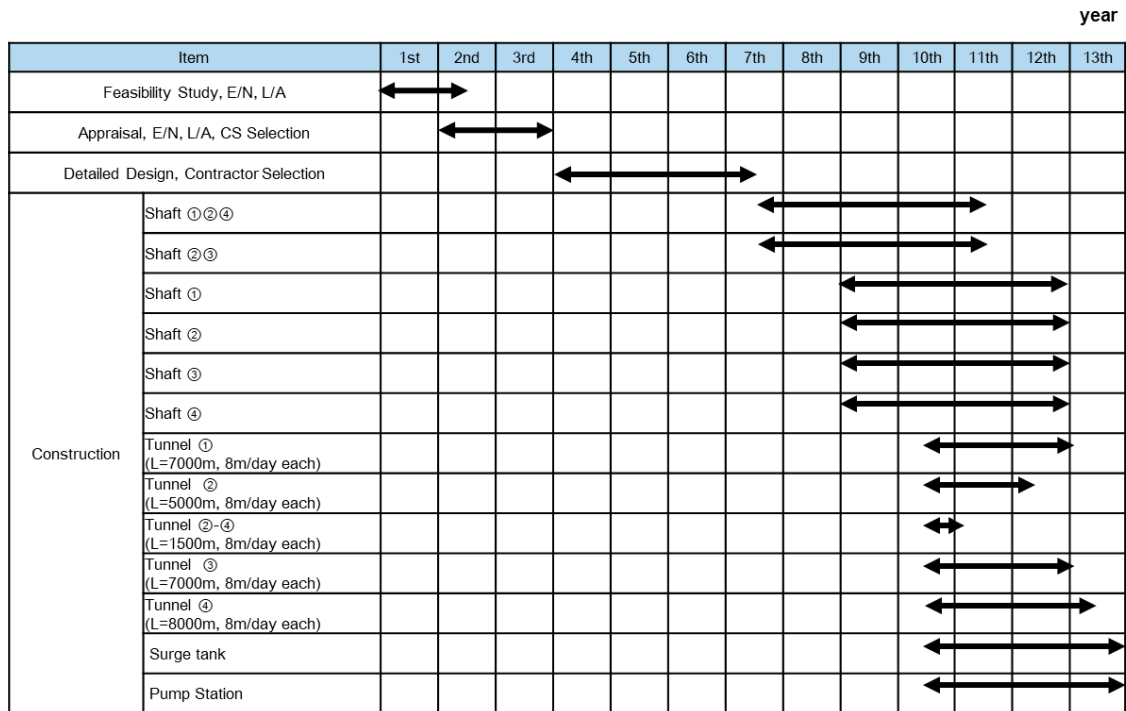 year
Item 1st 2nd 3rd 4th 5th 6th 7th 8th 9th 10th 11th 12th 13th
Feasibility Study, E/N, L/A
Appraisal, E/N, L/A, CS Selection
Detailed Design, Contractor Selection
Construction
Shaft ①②④
Shaft ②③
Shaft ①
Shaft ②
Shaft ③
Shaft ④
Tunnel ①
(L=7000m, 8m/day each)
Tunnel ②
(L=5000m, 8m/day each)
Tunnel ②-④
(L=1500m, 8m/day each)
Tunnel ③
(L=7000m, 8m/day each)
Tunnel ④
(L=8000m, 8m/day each)
Surge tank
Pump Station